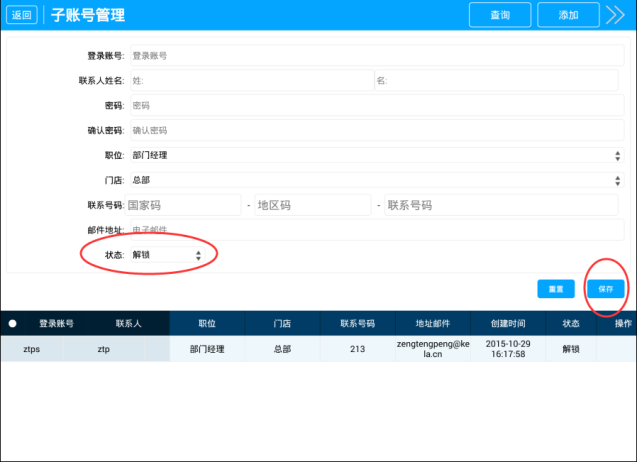 返回 子账号管理 查询 添加
登录账号: 登录账号
联系人姓名: 姓: 名:
密码: 密码
确认密码: 确认密码
职位: 部门经理
门店: 总部
联系号码: 国家码 - 地区码 - 联系号码
邮件地址: 电子邮件
状态: 解锁
重置 保存
登录账号 联系人 职位 门店 联系号码 地址邮件 创建时间 状态 操作
ztps ztp 部门经理 总部 213 zengtengpeng@ke 2015-10-29 解锁
la.cn 16:17:58